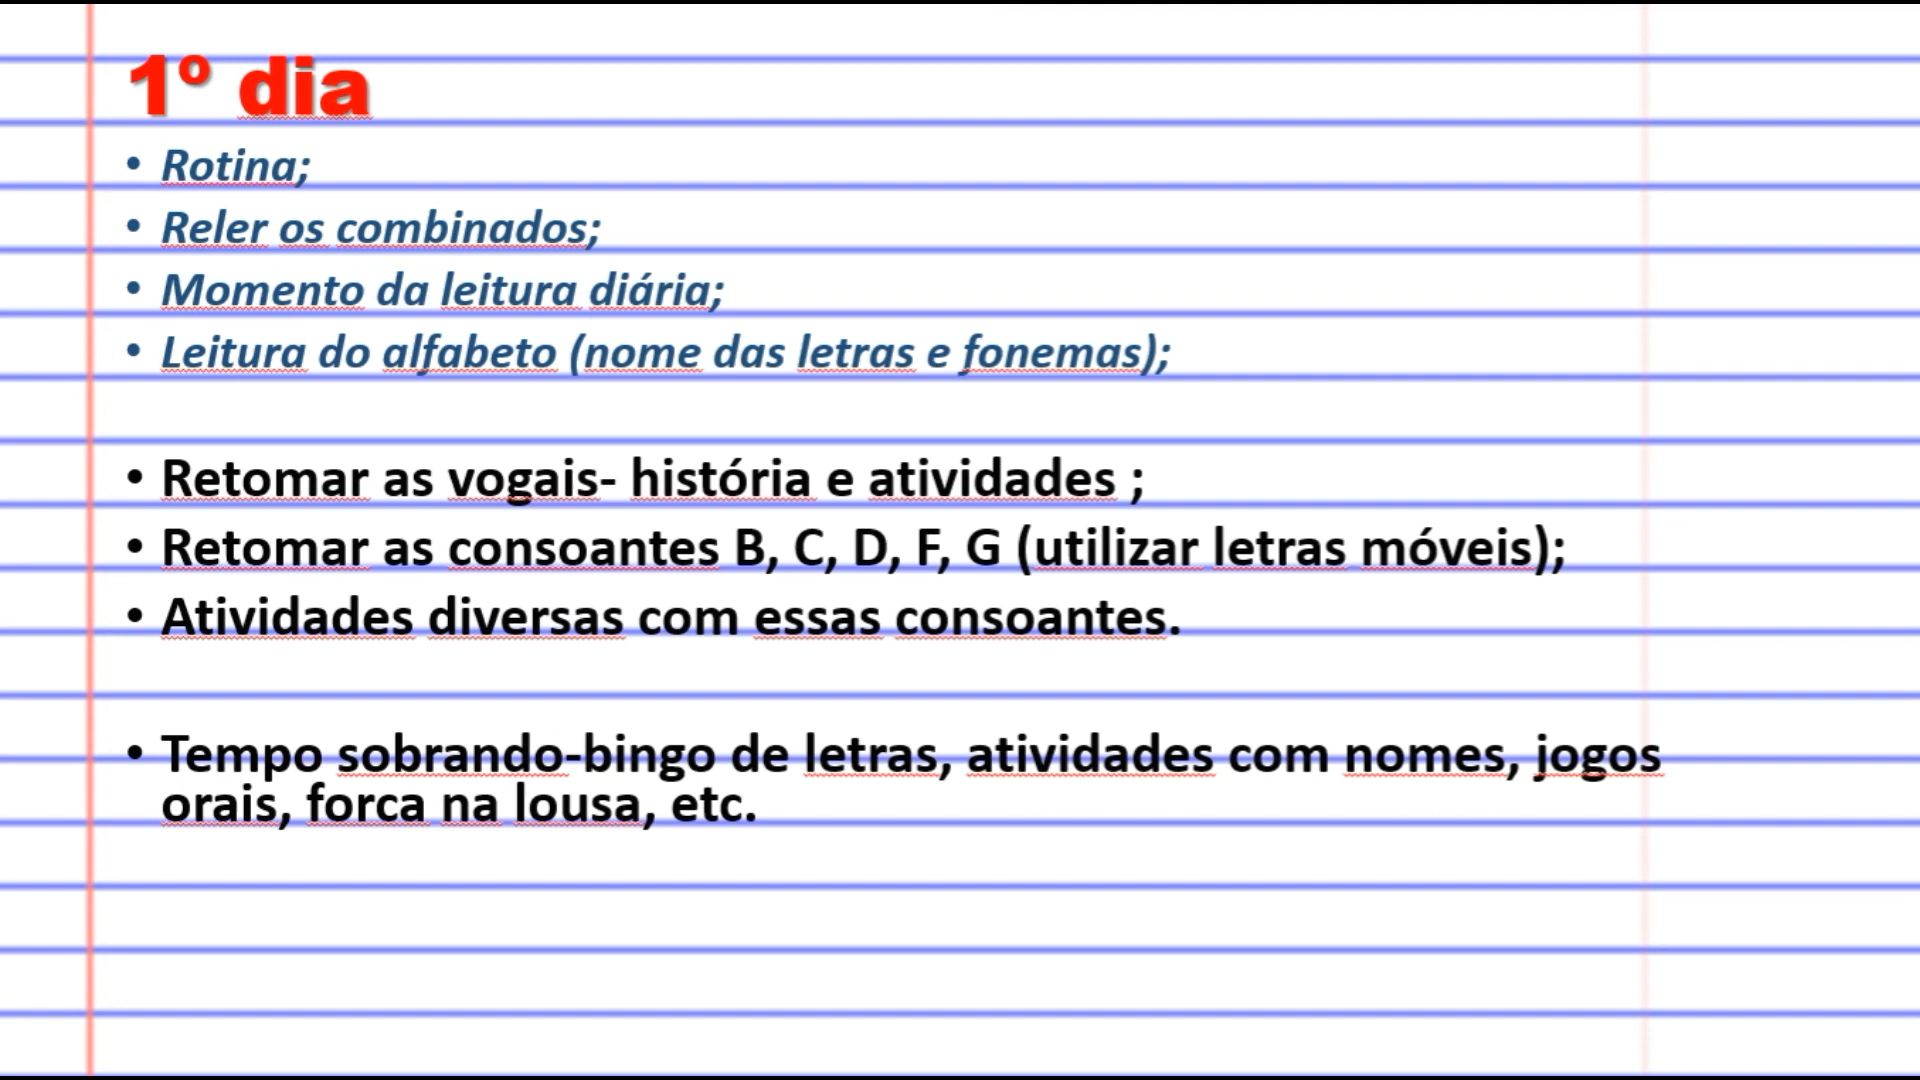 1º dia
• Rotina;
• Reler os combinados;
• Momento da leitura diária;
• Leitura do alfabeto (nome das letras e fonemas);
• Retomar as vogais- história e atividades ;
• Retomar as consoantes B, C, D, F, G (utilizar letras móveis);
• Atividades diversas com essas consoantes.
• Tempo sobrando-bingo de letras, atividades com nomes, jogos
orais, forca na lousa, etc.